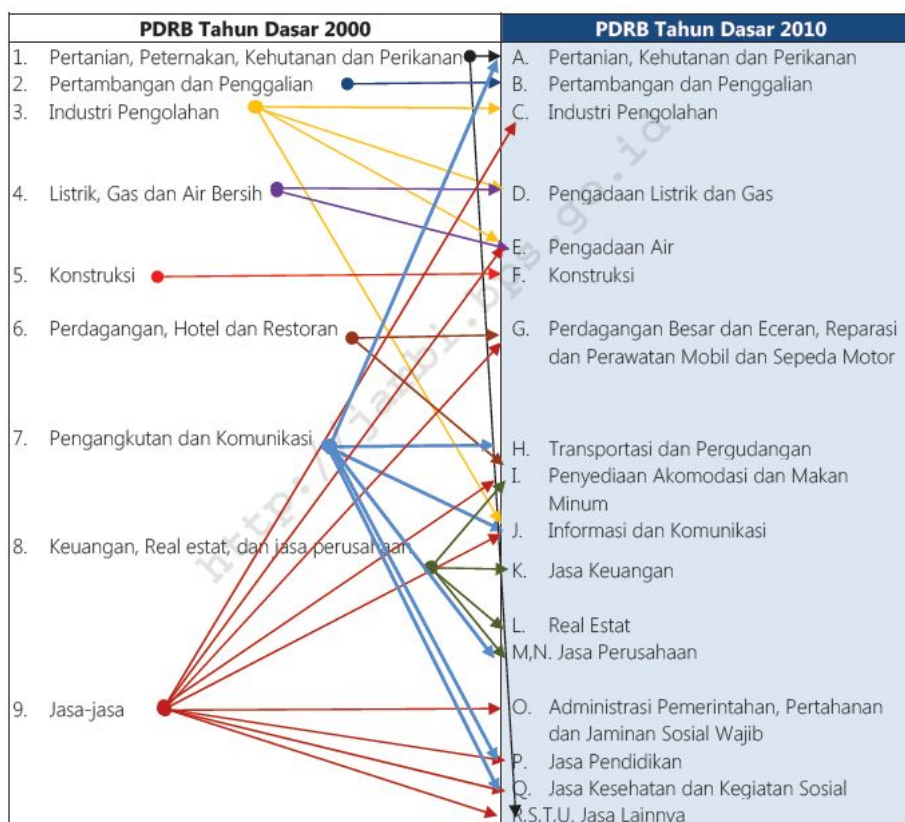 PDRB Tahun Dasar 2000
PDRB Tahun Dasar 2010
1. Pertanian, Peternakan, Kehutanan dan Perikanan
2. Pertambangan dan Penggalian
3. Industri Pengolahan
4. Listrik, Gas dan Air Bersih
5. Konstruksi
6. Perdagangan, Hotel dan Restoran
7. Pengangkutan dan Komunikasi
8. Keuangan, Real estat, dan jasa perusahaan
9. Jasa-jasa
A. Pertanian, Kehutanan dan Perikanan
B. Pertambangan dan Penggalian
C. Industri Pengolahan
D. Pengadaan Listrik dan Gas
E. Pengadaan Air
F. Konstruksi
G. Perdagangan Besar dan Eceran, Reparasi
dan Perawatan Mobil dan Sepeda Motor
H. Transportasi dan Pergudangan
I. Penyediaan Akomodasi dan Makan
Minum
J. Informasi dan Komunikasi
K. Jasa Keuangan
L. Real Estat
M,N. Jasa Perusahaan
O. Administrasi Pemerintahan, Pertahanan
dan Jaminan Sosial Wajib
P. Jasa Pendidikan
Q. Jasa Kesehatan dan Kegiatan Sosial
R.S.T.U. Jasa Lainnya
http://jambi.bps.go.id